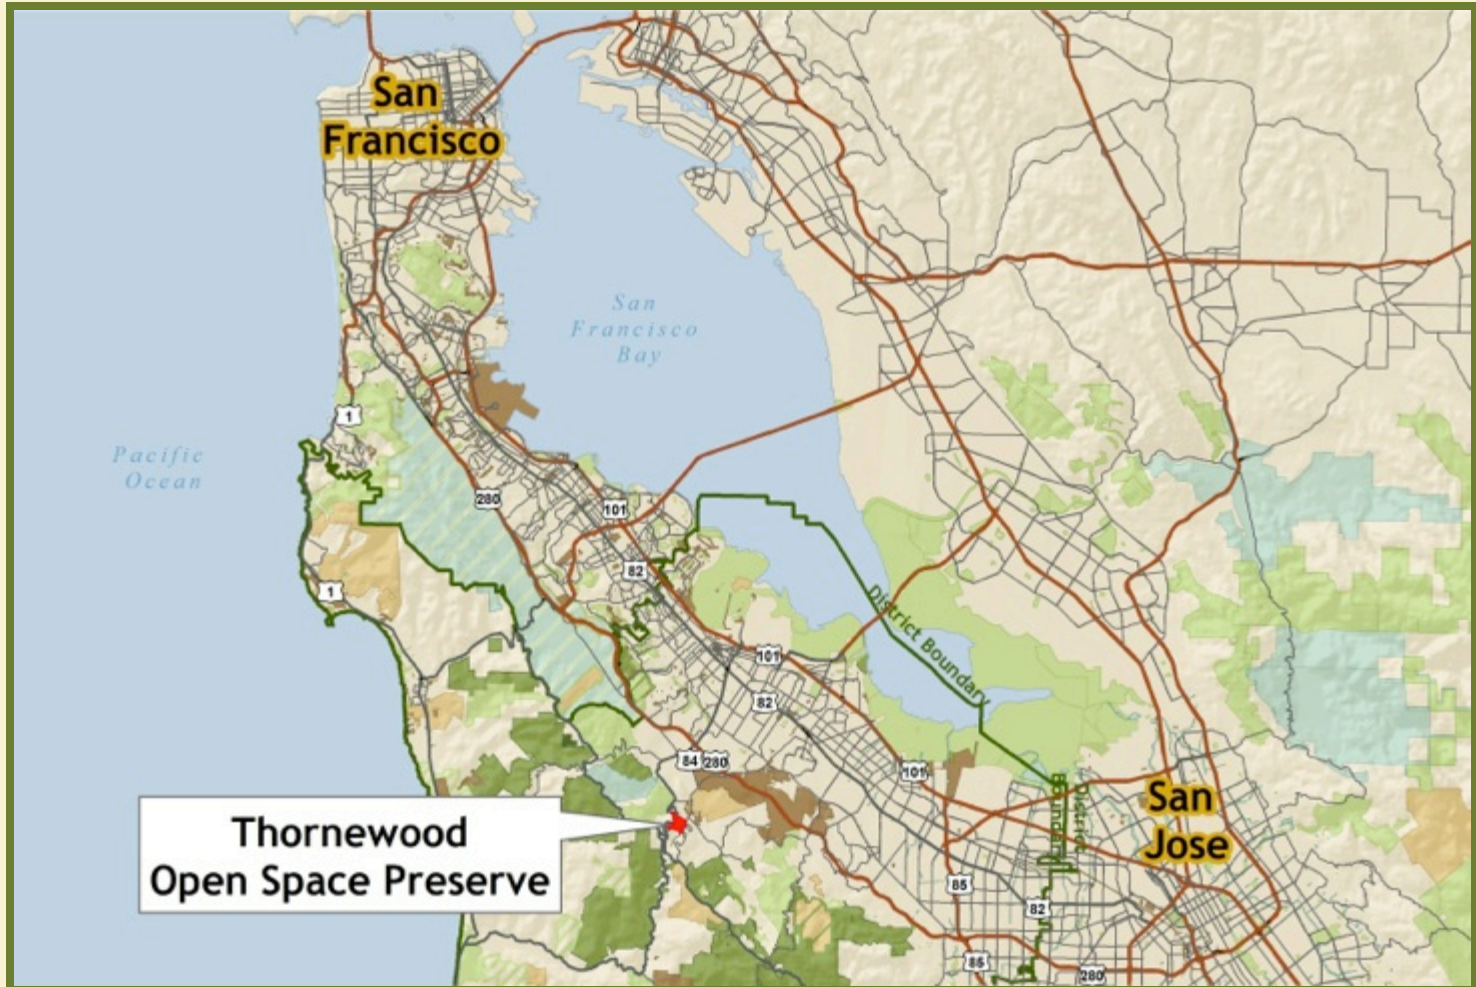 San
Francisco
San
Francisco
Bay
1
Pacific
Ocean
280
101
82
1
District Boundary
101
82
84 280
101
San
Jose
District
Boundary
Thornewood
Open Space Preserve
85
82
85
280